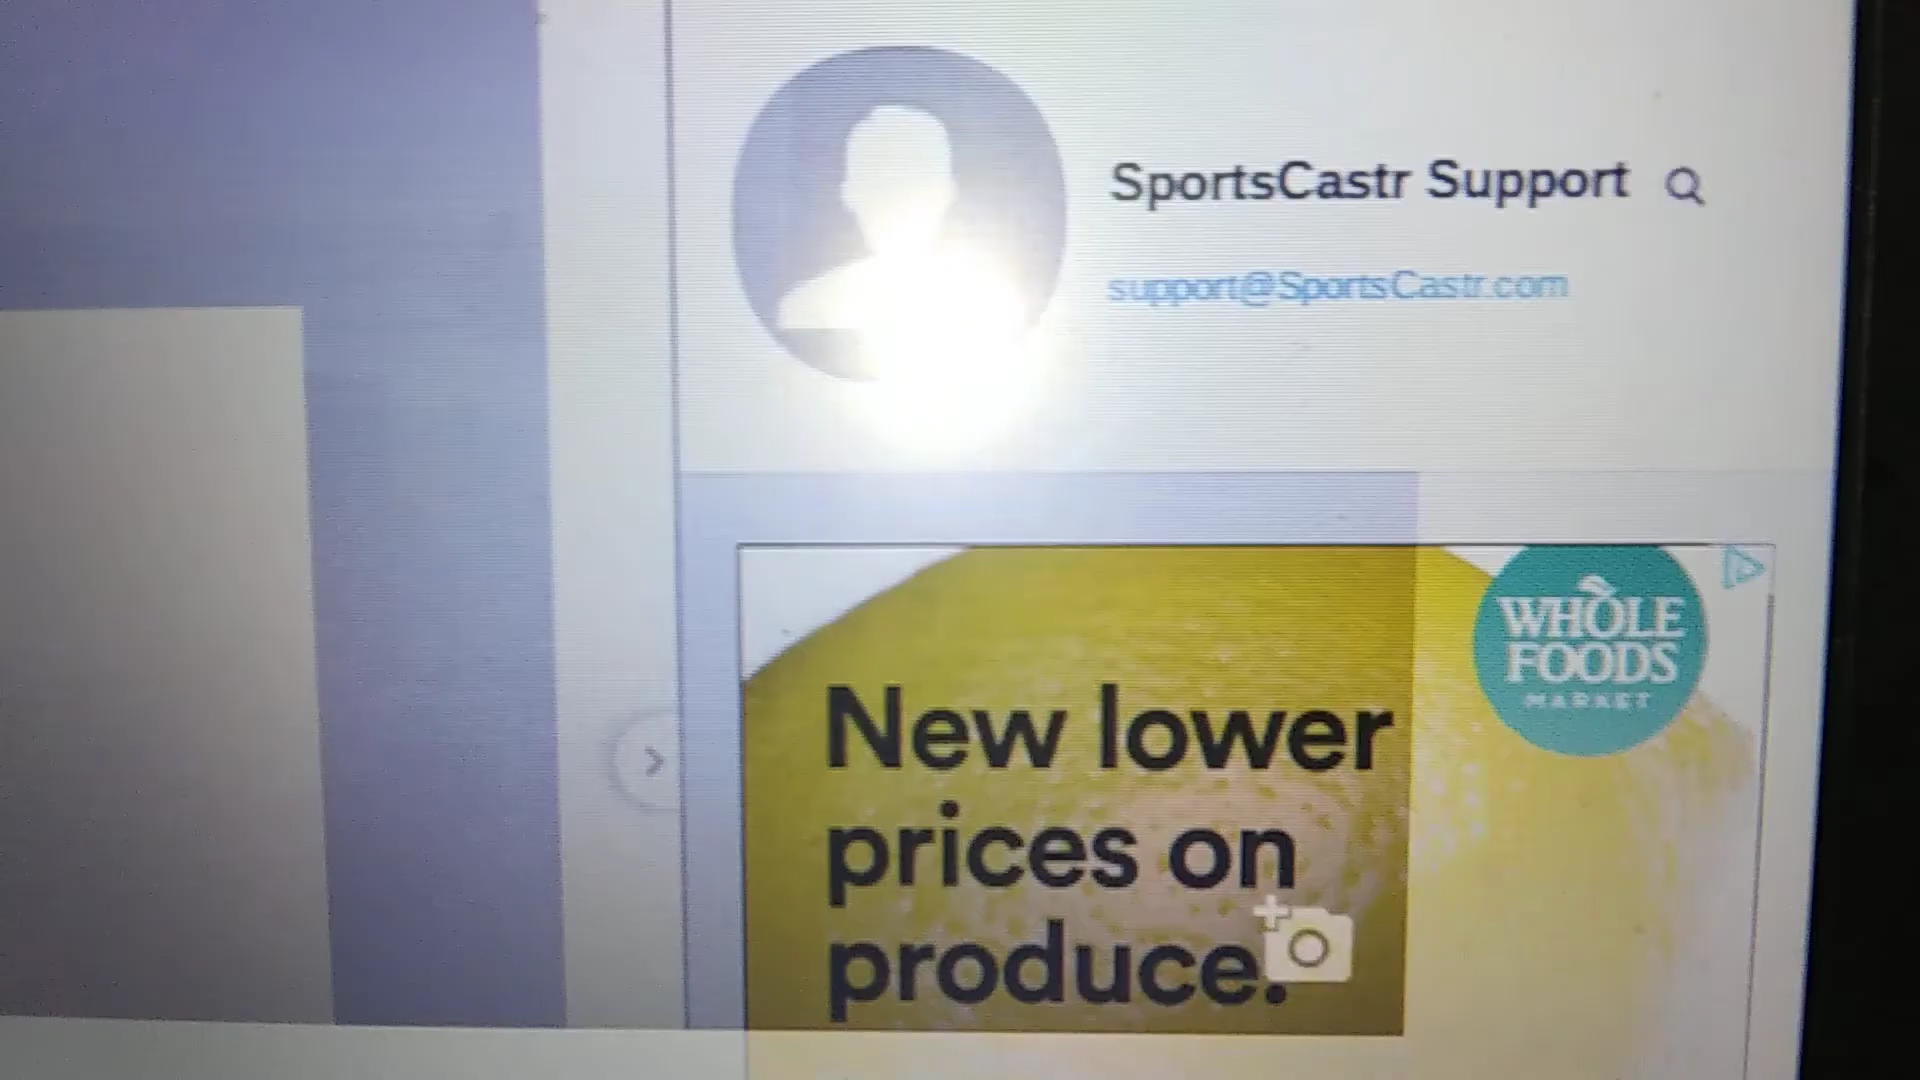 SportsCastr Support
support@SportsCastr.com
WHOLE
FOODS
MARKET
New lower
prices on
produce.